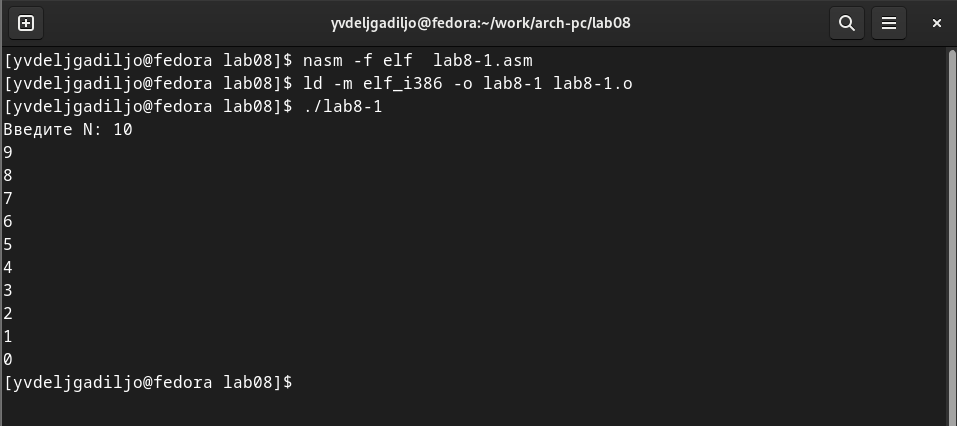 yvdeljgadiljo@fedora:~/work/arch-pc/lab08
[yvdeljgadiljo@fedora lab08]$ nasm -f elf  lab8-1.asm
[yvdeljgadiljo@fedora lab08]$ ld -m elf_i386 -o lab8-1 lab8-1.o
[yvdeljgadiljo@fedora lab08]$ ./lab8-1
Введите N: 10
9
8
7
6
5
4
3
2
1
0
[yvdeljgadiljo@fedora lab08]$